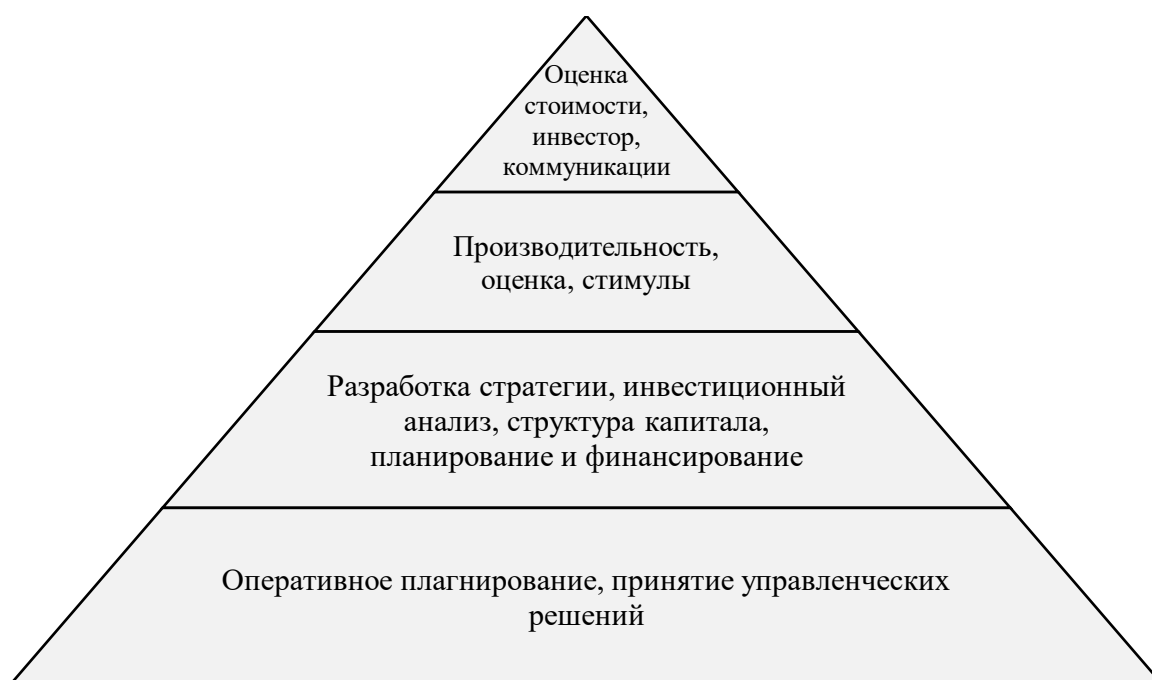 Оценка
стоимости,
инвестор,
коммуникации
Производительность,
оценка, стимулы
Разработка стратегии, инвестиционный
анализ, структура капитала,
планирование и финансирование
Оперативное плагнирование, принятие управленческих
решений